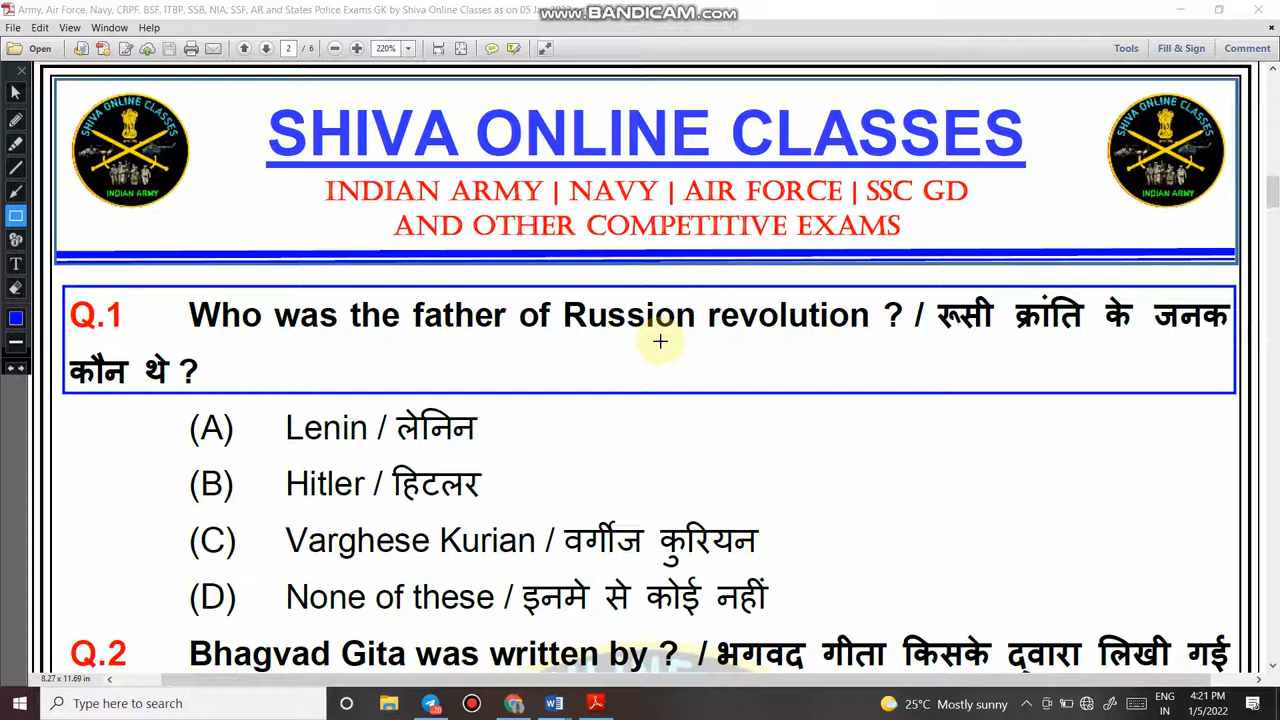 Army, Air Force, Navy, CRPF, BSF, ITBP, SSB, NIA, SSF, AR and States Police Exams GK by Shiva Online Classes as on 05
www.BANDICAM.com
File Edit View Window Help
Open 2 / 6 220% Tools Fill & Sign Comment
SHIVA ONLINE CLASSES
INDIAN ARMY
SHIVA ONLINE CLASSES
INDIAN ARMY | NAVY | AIR FORCE | SSC GD
AND OTHER COMPETITIVE EXAMS
SHIVA ONLINE CLASSES
INDIAN ARMY
Q.1 Who was the father of Russion revolution ? / रूसी क्रांति के जनक
कौन थे ?
(A) Lenin / लेनिन
(B) Hitler / हिटलर
(C) Varghese Kurian / वर्गीज कुरियन
(D) None of these / इनमे से कोई नहीं
Q.2 Bhagvad Gita was written by ? / भगवद गीता किसके द्वारा लिखी गई
8.27 x 11.69 in
Type here to search
25°C Mostly sunny
ENG
IN
4:21 PM
1/5/2022